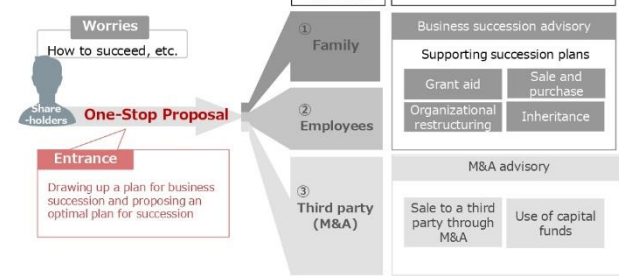 Worries
How to succeed, etc.
Share
-holders
One-Stop Proposal
Entrance
Drawing up a plan for business
succession and proposing an
optimal plan for succession
①
Family
②
Employees
③
Third party
(M&A)
Business succession advisory
Supporting succession plans
Grant aid
Sale and
purchase
Organizational
restructuring
Inheritance
M&A advisory
Sale to a third
party through
M&A
Use of capital
funds